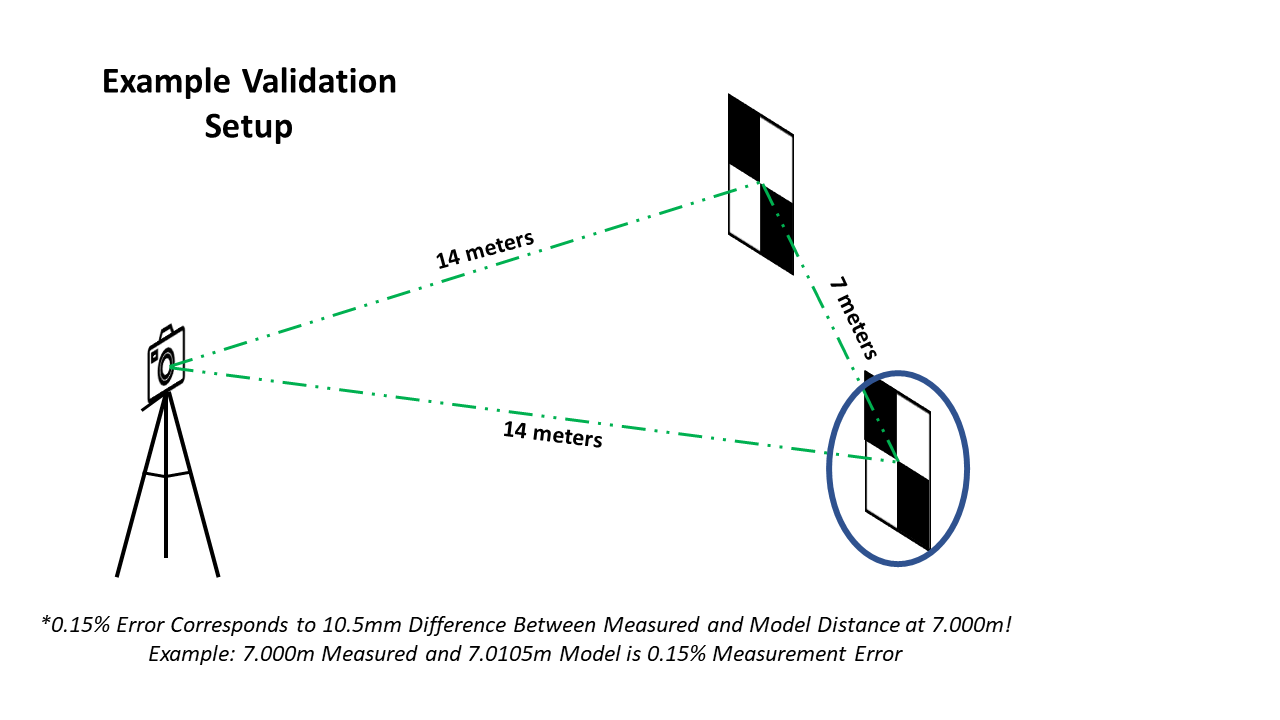 Example Validation
Setup
14 meters
7 meters
14 meters
*0.15% Error Corresponds to 10.5mm Difference Between Measured and Model Distance at 7.000m!
Example: 7.000m Measured and 7.0105m Model is 0.15% Measurement Error